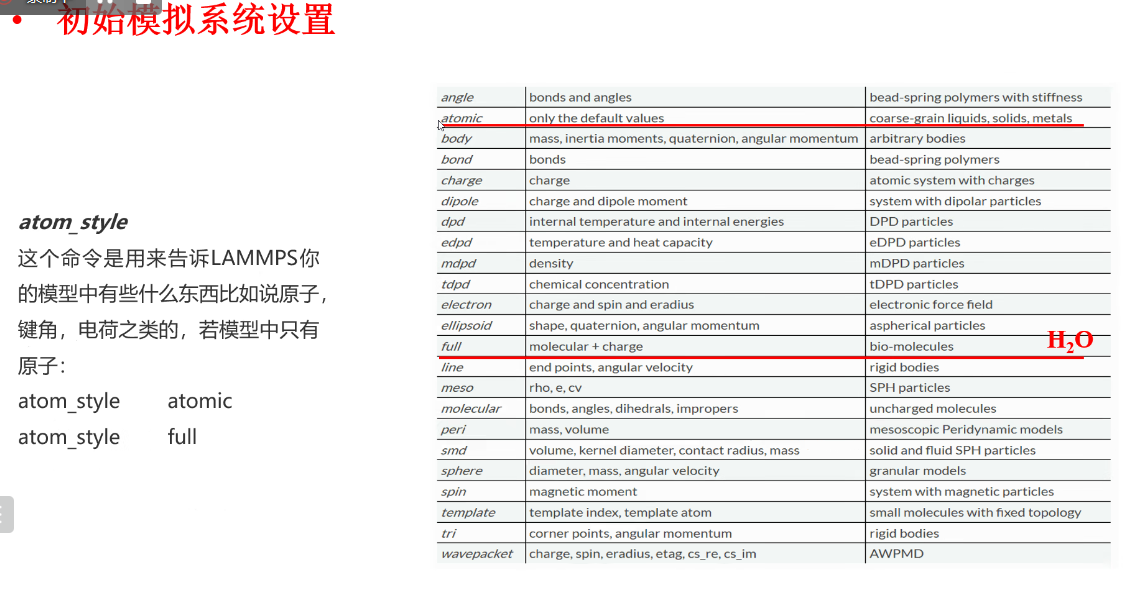 • 初始模拟系统设置
atom_style
这个命令是用来告诉LAMMPS你
的模型中有些什么东西比如说原子，
键角，电荷之类的，若模型中只有
原子：
atom_style atomic
atom_style full
angle bonds and angles bead-spring polymers with stiffness
atomic only the default values coarse-grain liquids, solids, metals
body mass, inertia moments, quaternion, angular momentum arbitrary bodies
bond bonds bead-spring polymers
charge charge atomic system with charges
dipole charge and dipole moment system with dipolar particles
dpd internal temperature and internal energies DPD particles
edpd temperature and heat capacity eDPD particles
mdpd density mDPD particles
tdpd chemical concentration tDPD particles
electron charge and spin and eradius electronic force field
ellipsoid shape, quaternion, angular momentum aspherical particles
full molecular + charge bio-molecules H₂O
line end points, angular velocity rigid bodies
meso rho, e, cv SPH particles
molecular bonds, angles, dihedrals, impropers uncharged molecules
peri mass, volume mesoscopic Peridynamic models
smd volume, kernel diameter, contact radius, mass solid and fluid SPH particles
sphere diameter, mass, angular velocity granular models
spin magnetic moment system with magnetic particles
template template index, template atom small molecules with fixed topology
tri corner points, angular momentum rigid bodies
wavepacket charge, spin, eradius, etag, cs_re, cs_im AWPMD